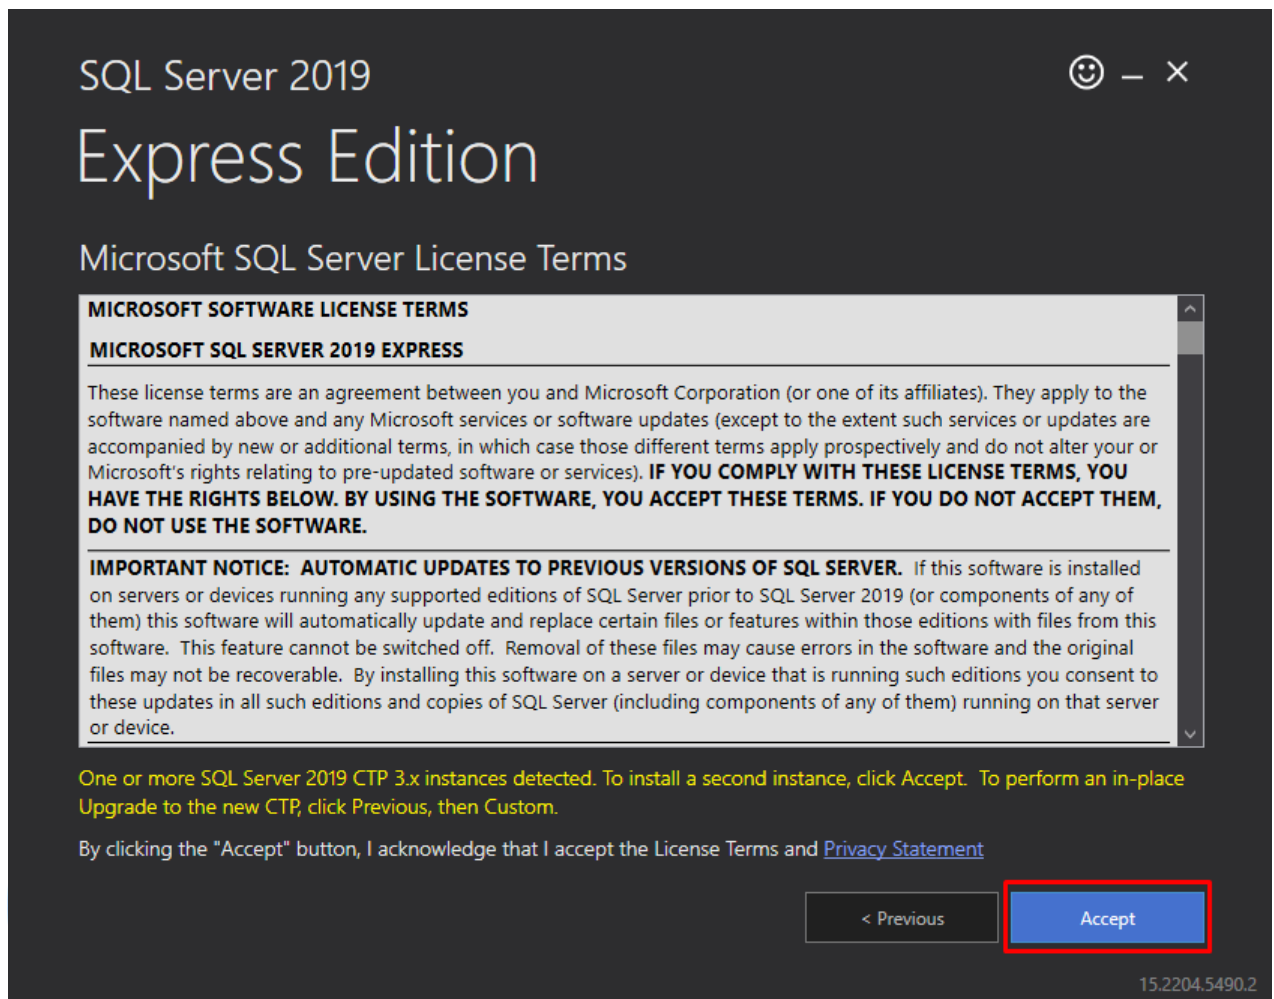 SQL Server 2019
Express Edition
Microsoft SQL Server License Terms
MICROSOFT SOFTWARE LICENSE TERMS
MICROSOFT SQL SERVER 2019 EXPRESS
These license terms are an agreement between you and Microsoft Corporation (or one of its affiliates). They apply to the
software named above and any Microsoft services or software updates (except to the extent such services or updates are
accompanied by new or additional terms, in which case those different terms apply prospectively and do not alter your or
Microsoft's rights relating to pre-updated software or services). IF YOU COMPLY WITH THESE LICENSE TERMS, YOU
HAVE THE RIGHTS BELOW. BY USING THE SOFTWARE, YOU ACCEPT THESE TERMS. IF YOU DO NOT ACCEPT THEM,
DO NOT USE THE SOFTWARE.
IMPORTANT NOTICE:  AUTOMATIC UPDATES TO PREVIOUS VERSIONS OF SQL SERVER.  If this software is installed
on servers or devices running any supported editions of SQL Server prior to SQL Server 2019 (or components of any of
them) this software will automatically update and replace certain files or features within those editions with files from this
software.  This feature cannot be switched off.  Removal of these files may cause errors in the software and the original
files may not be recoverable.  By installing this software on a server or device that is running such editions you consent to
these updates in all such editions and copies of SQL Server (including components of any of them) running on that server
or device.
One or more SQL Server 2019 CTP 3.x instances detected. To install a second instance, click Accept.  To perform an in-place
Upgrade to the new CTP, click Previous, then Custom.
By clicking the "Accept" button, I acknowledge that I accept the License Terms and Privacy Statement
< Previous
Accept
15.2204.5490.2